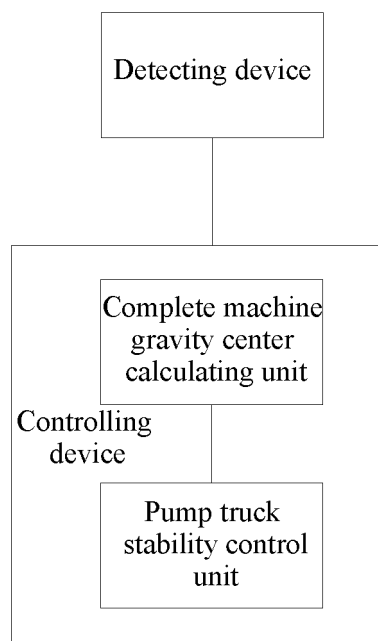 Detecting device
Complete machine
gravity center
calculating unit
Controlling
device
Pump truck
stability control
unit